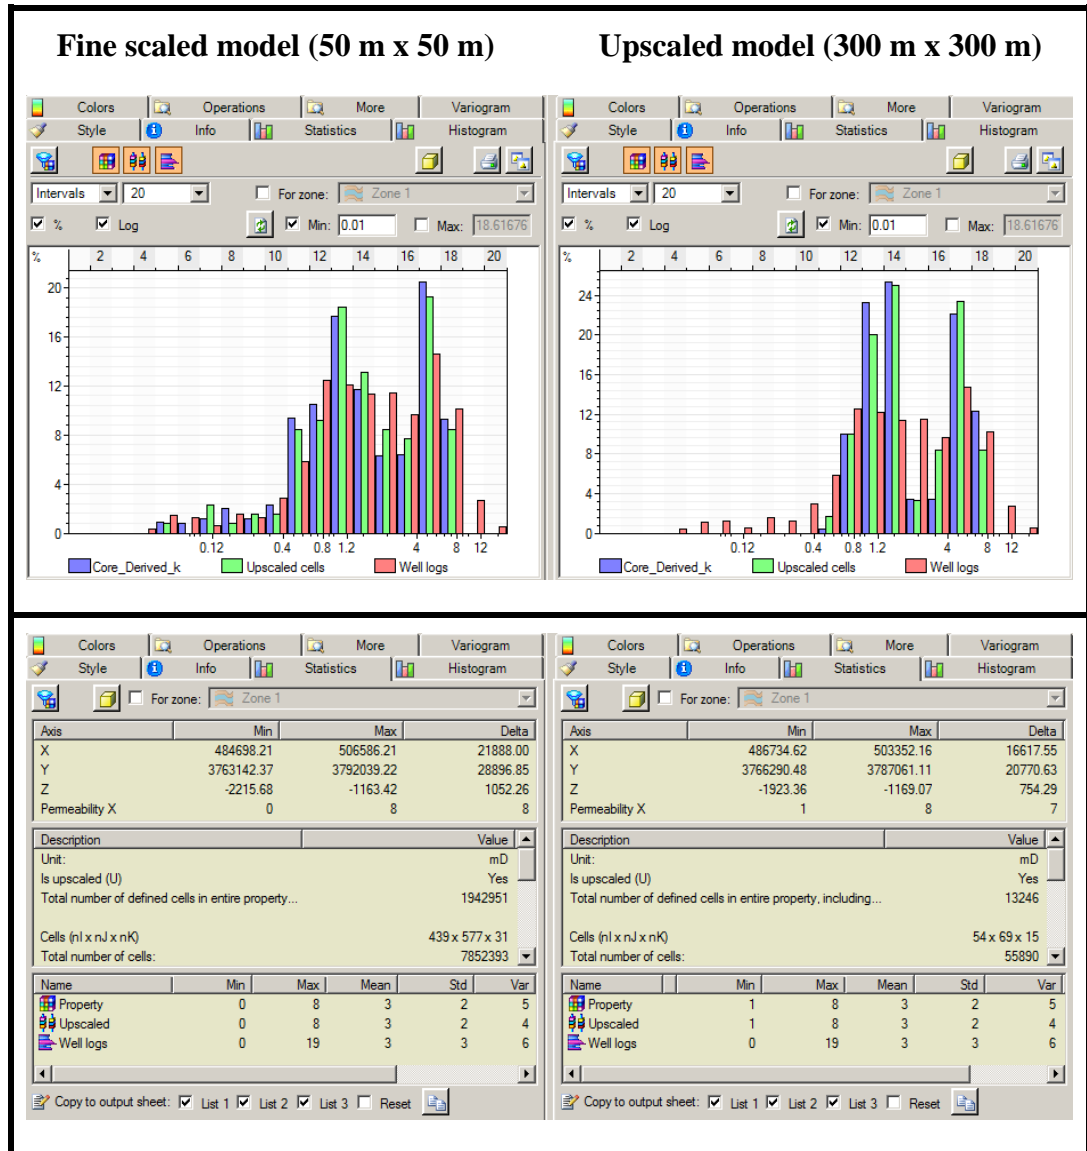 Fine scaled model (50 m x 50 m)
Upscaled model (300 m x 300 m)
Colors Operations More Variogram
Style Info Statistics Histogram
Intervals 20 For zone: Zone 1
% Log Min: 0.01 Max: 18.61676
% 2 4 6 8 10 12 14 16 18 20
20
16
12
8
4
0
0.12 0.4 0.8 1.2 4 8 12
Core_Derived_k Upscaled cells Well logs
Colors Operations More Variogram
Style Info Statistics Histogram
Intervals 20 For zone: Zone 1
% Log Min: 0.01 Max: 18.61676
% 2 4 6 8 10 12 14 16 18 20
24
20
16
12
8
4
0
0.12 0.4 0.8 1.2 4 8 12
Core_Derived_k Upscaled cells Well logs
Colors Operations More Variogram
Style Info Statistics Histogram
For zone: Zone 1
Axis Min Max Delta
X 484698.21 506586.21 21888.00
Y 3763142.37 3792039.22 28896.85
Z -2215.68 -1163.42 1052.26
Permeability X 0 8 8
Description Value
Unit: mD
Is upscaled (U) Yes
Total number of defined cells in entire property... 1942951
Cells (nI x nJ x nK) 439 x 577 x 31
Total number of cells: 7852393
Name Min Max Mean Std Var
Property 0 8 3 2 5
Upscaled 0 8 3 2 4
Well logs 0 19 3 3 6
Copy to output sheet: List 1 List 2 List 3 Reset
Colors Operations More Variogram
Style Info Statistics Histogram
For zone: Zone 1
Axis Min Max Delta
X 486734.62 503352.16 16617.55
Y 3766290.48 3787061.11 20770.63
Z -1923.36 -1169.07 754.29
Permeability X 1 8 7
Description Value
Unit: mD
Is upscaled (U) Yes
Total number of defined cells in entire property, including... 13246
Cells (nI x nJ x nK) 54 x 69 x 15
Total number of cells: 55890
Name Min Max Mean Std Var
Property 1 8 3 2 5
Upscaled 1 8 3 2 4
Well logs 0 19 3 3 6
Copy to output sheet: List 1 List 2 List 3 Reset